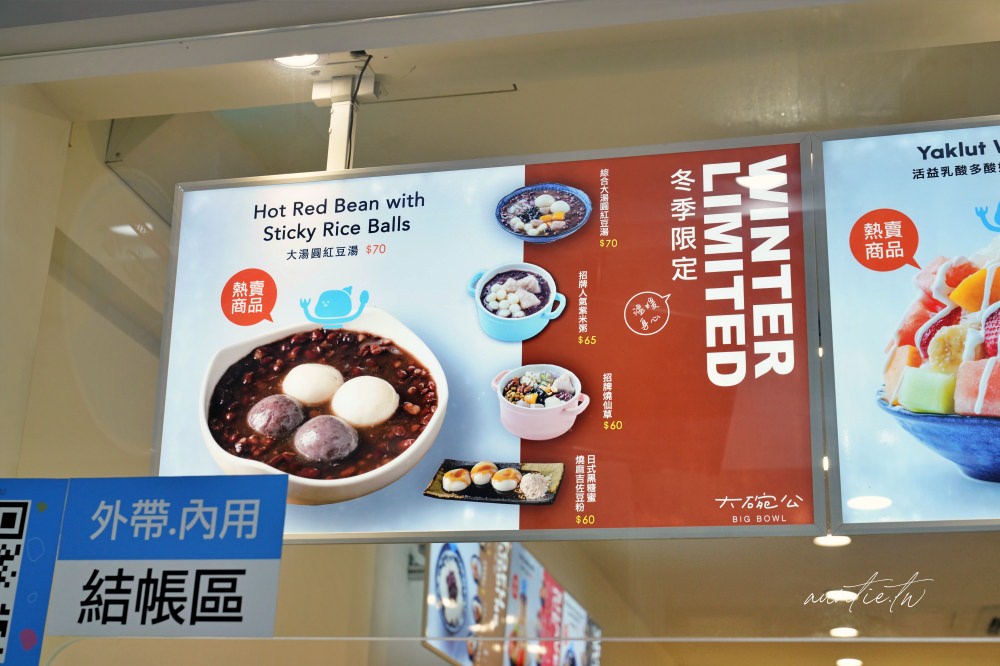 Hot Red Bean with
Sticky Rice Balls
大湯圓紅豆湯 $70
熱賣
商品
綜合大湯圓紅豆湯
$70
招牌人氣紫米粥
$65
招牌燒仙草
$60
日式黑糖蜜
燒麻吉佐豆粉
$60
WINTER
LIMITED
冬季限定
湯暖
身心
大碗公
BIG BOWL
Yaklut
活益乳酸多酸
熱賣
商品
外帶.內用
結帳區
auntie.tw